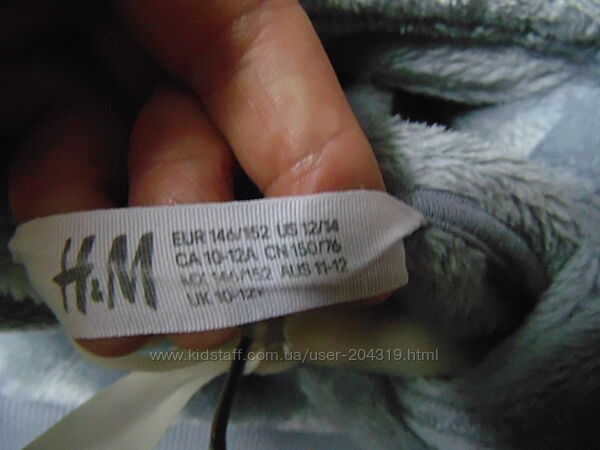 H&M
EUR 146/152 US 12/14
CA 10-12A CN 150/76
MX 146/152 AUS 11-12
UK 10-12Y
www.kidstaff.com.ua/user-204319.html